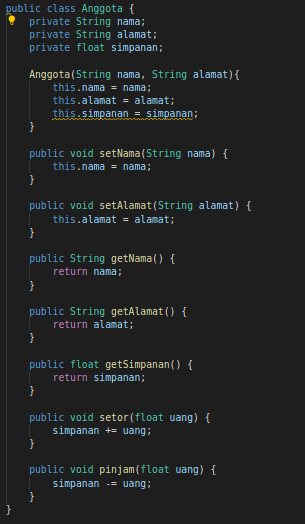 public class Anggota {
    private String nama;
    private String alamat;
    private float simpanan;

    Anggota(String nama, String alamat){
        this.nama = nama;
        this.alamat = alamat;
        this.simpanan = simpanan;
    }

    public void setNama(String nama) {
        this.nama = nama;
    }

    public void setAlamat(String alamat) {
        this.alamat = alamat;
    }

    public String getNama() {
        return nama;
    }

    public String getAlamat() {
        return alamat;
    }

    public float getSimpanan() {
        return simpanan;
    }

    public void setor(float uang) {
        simpanan += uang;
    }

    public void pinjam(float uang) {
        simpanan -= uang;
    }
}